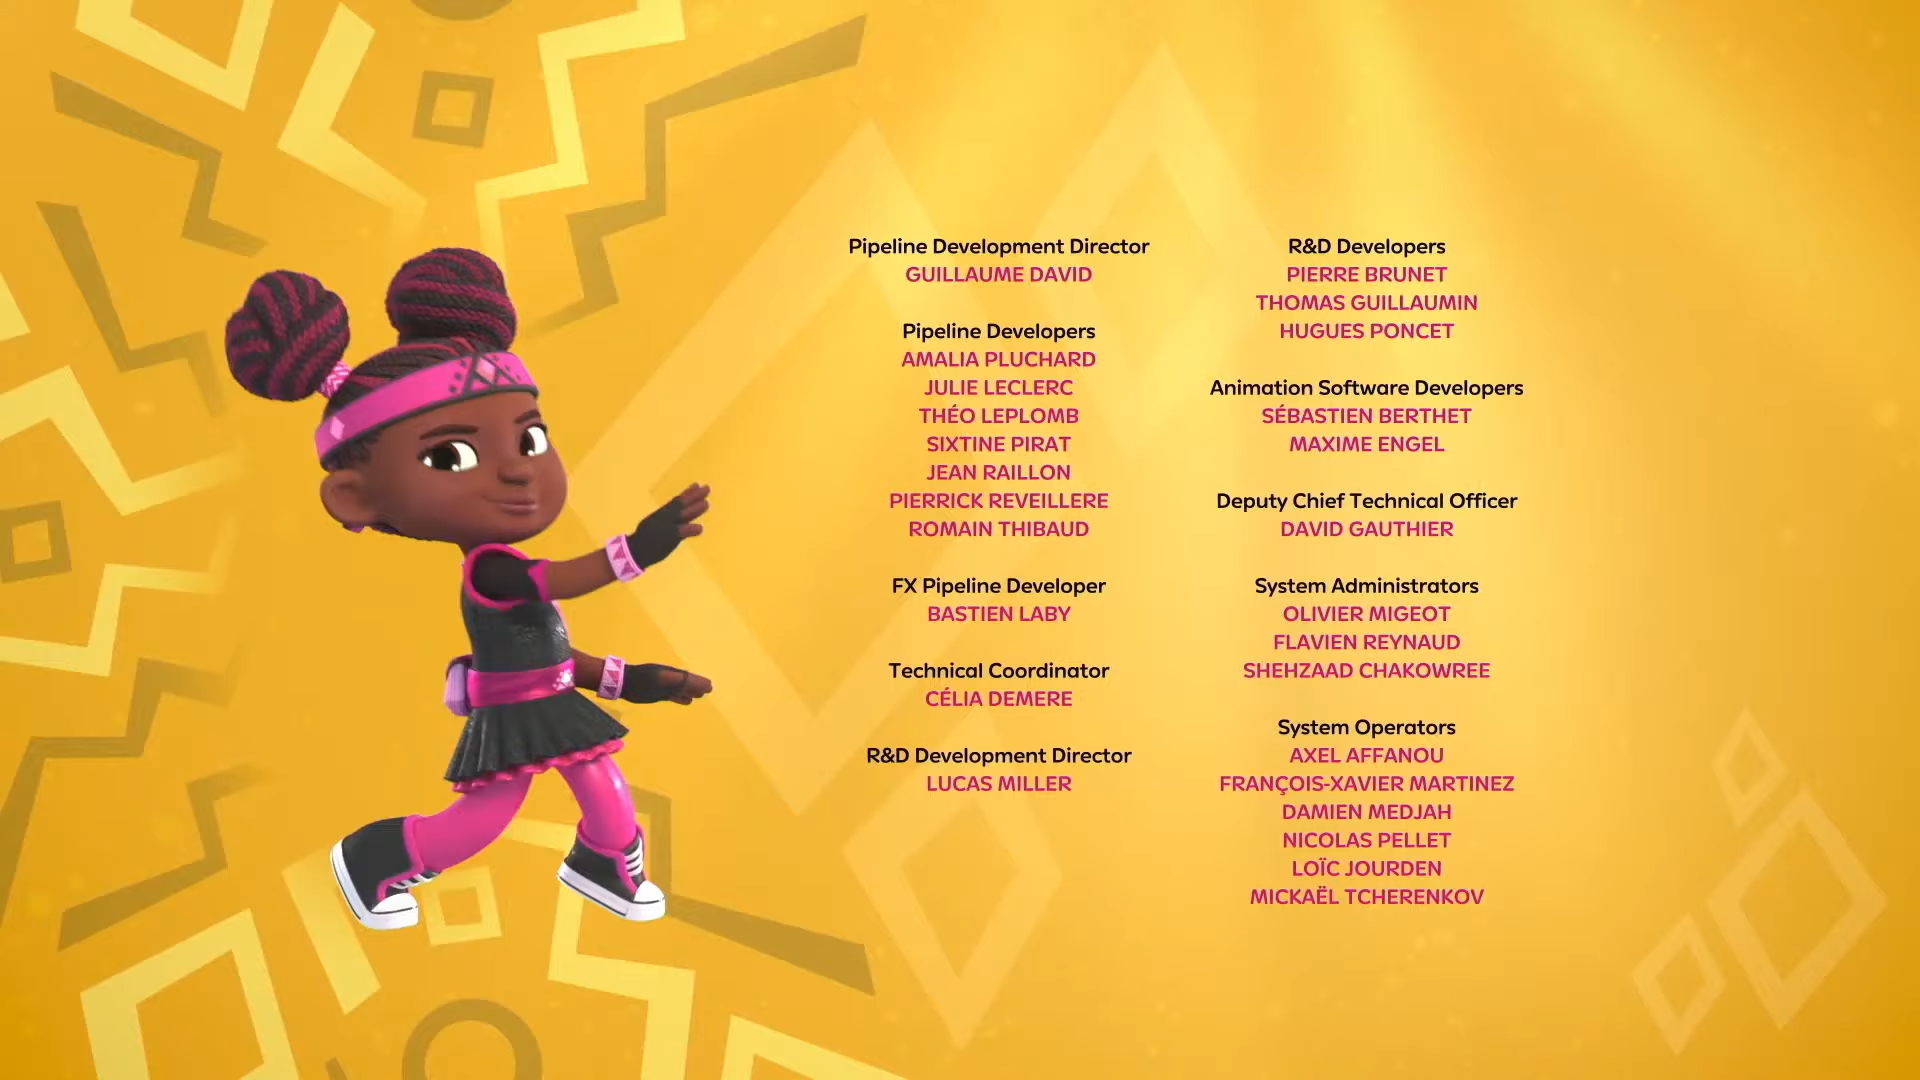 Pipeline Development Director
GUILLAUME DAVID
Pipeline Developers
AMALIA PLUCHARD
JULIE LECLERC
THÉO LEPLOMB
SIXTINE PIRAT
JEAN RAILLON
PIERRICK REVEILLERE
ROMAIN THIBAUD
FX Pipeline Developer
BASTIEN LABY
Technical Coordinator
CÉLIA DEMERE
R&D Development Director
LUCAS MILLER
R&D Developers
PIERRE BRUNET
THOMAS GUILLAUMIN
HUGUES PONCET
Animation Software Developers
SÉBASTIEN BERTHET
MAXIME ENGEL
Deputy Chief Technical Officer
DAVID GAUTHIER
System Administrators
OLIVIER MIGEOT
FLAVIEN REYNAUD
SHEHZAAD CHAKOWREE
System Operators
AXEL AFFANOU
FRANÇOIS-XAVIER MARTINEZ
DAMIEN MEDJAH
NICOLAS PELLET
LOÏC JOURDEN
MICKAËL TCHERENKOV